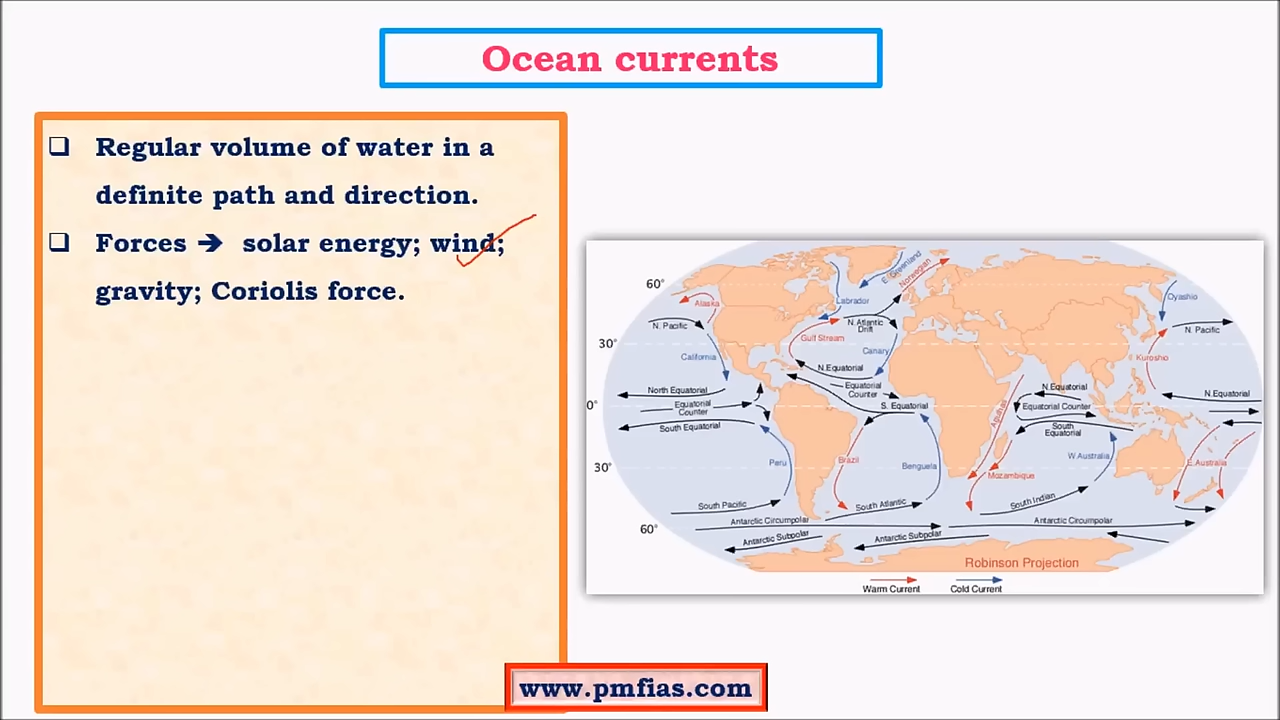 Ocean currents
❑ Regular volume of water in a
definite path and direction.
❑ Forces ➔ solar energy; wind;
gravity; Coriolis force.
60°
30°
0°
30°
60°
Alaska
N. Pacific
California
North Equatorial
Equatorial
Counter
South Equatorial
Peru
South Pacific
Antarctic Circumpolar
Antarctic Subpolar
E. Greenland
Norwegian
Labrador
N. Atlantic
Drift
Gulf Stream
Canary
N. Equatorial
Equatorial
Counter
S. Equatorial
Brazil
Benguela
South Atlantic
Antarctic Subpolar
Agulhas
Mozambique
N. Equatorial
Equatorial Counter
South
Equatorial
W. Australia
South Indian
Antarctic Circumpolar
Oyashio
N. Pacific
Kuroshio
N. Equatorial
E. Australia
Robinson Projection
Warm Current
Cold Current
www.pmfias.com